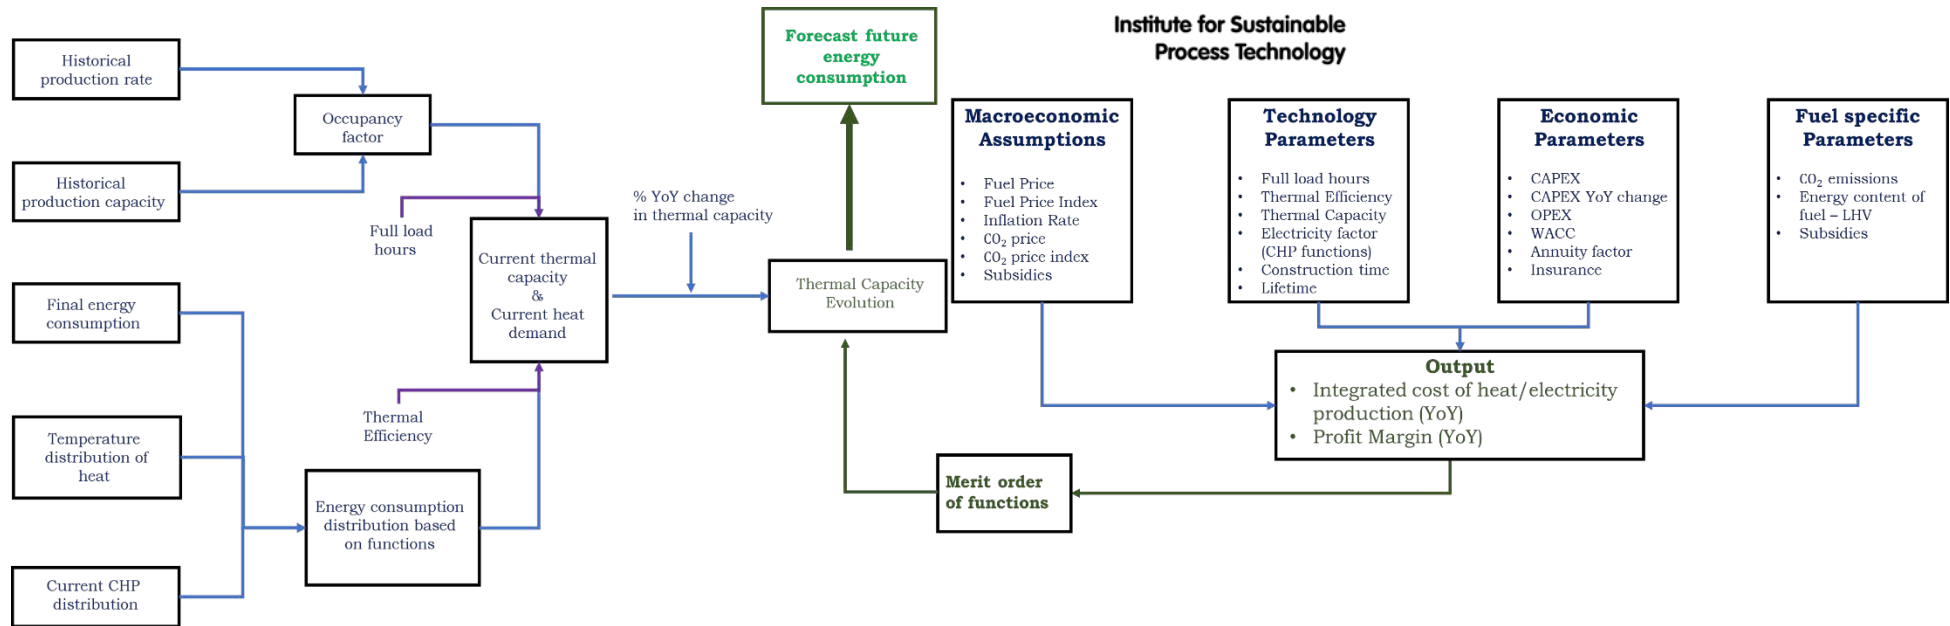 Institute for Sustainable
Process Technology
Historical
production rate
Historical
production capacity
Occupancy
factor
Full load
hours
Final energy
consumption
Temperature
distribution of
heat
Current CHP
distribution
Energy consumption
distribution based
on functions
Thermal
Efficiency
Current thermal
capacity
&
Current heat
demand
% YoY change
in thermal capacity
Forecast future
energy
consumption
Thermal Capacity
Evolution
Macroeconomic
Assumptions
• Fuel Price
• Fuel Price Index
• Inflation Rate
• CO₂ price
• CO₂ price index
• Subsidies
Technology
Parameters
• Full load hours
• Thermal Efficiency
• Thermal Capacity
• Electricity factor
(CHP functions)
• Construction time
• Lifetime
Economic
Parameters
• CAPEX
• CAPEX YoY change
• OPEX
• WACC
• Annuity factor
• Insurance
Fuel specific
Parameters
• CO₂ emissions
• Energy content of
fuel – LHV
• Subsidies
Output
• Integrated cost of heat/electricity
production (YoY)
• Profit Margin (YoY)
Merit order
of functions